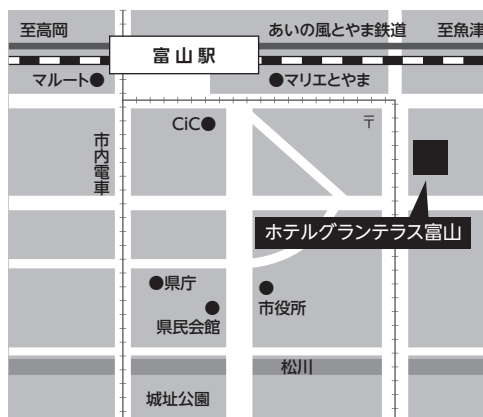 至高岡
あいの風とやま鉄道
至魚津
富山駅
マルート
マリエとやま
CiC
〒
市内電車
ホテルグランテラス富山
県庁
市役所
県民会館
松川
城址公園